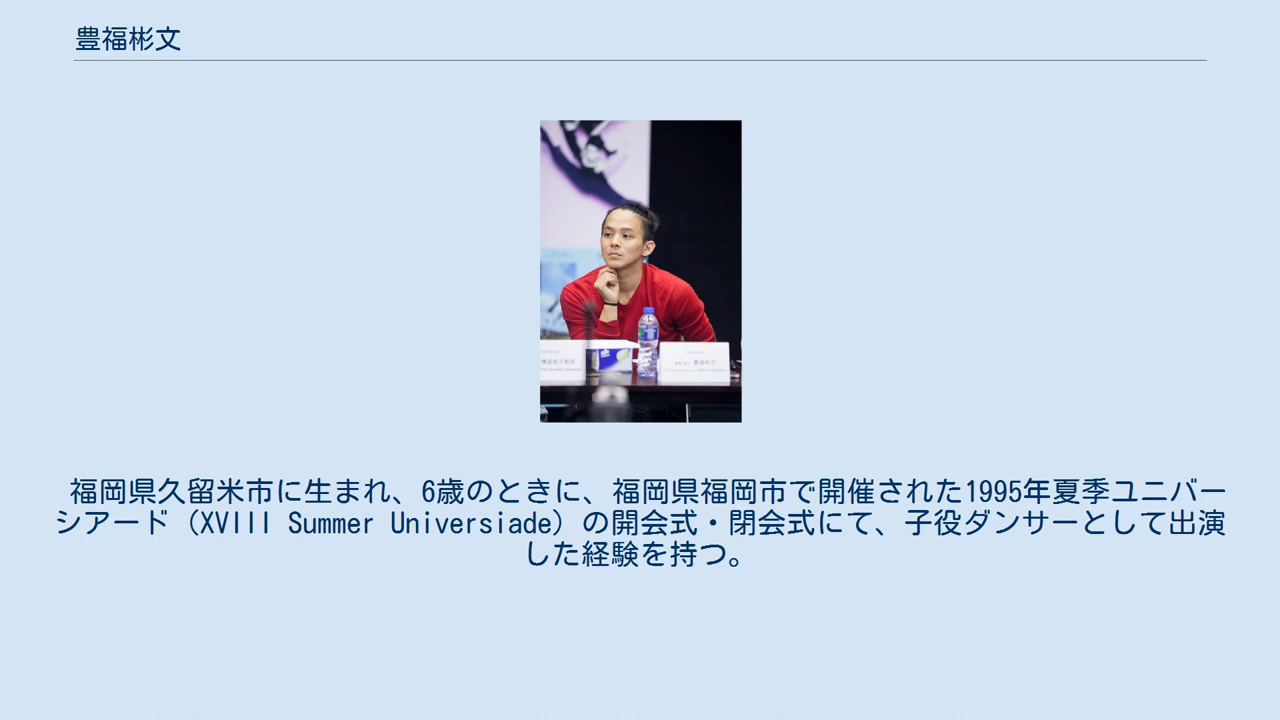 豊福彬文
福岡県久留米市に生まれ、6歳のときに、福岡県福岡市で開催された1995年夏季ユニバー
シアード（XVIII Summer Universiade）の開会式・閉会式にて、子役ダンサーとして出演
した経験を持つ。